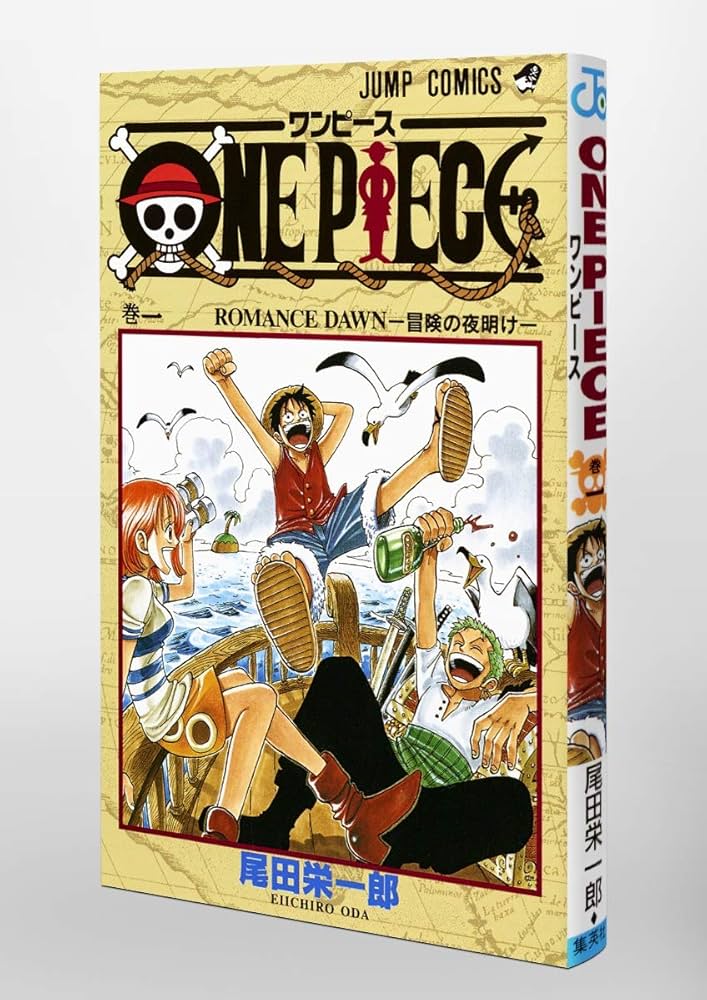 JUMP COMICS
ワンピース
ONE PIECE
巻一
ROMANCE DAWN—冒険の夜明け—
尾田栄一郎
EIICHIRO ODA
ONE PIECE
ワンピース
巻一
尾田栄一郎
集英社